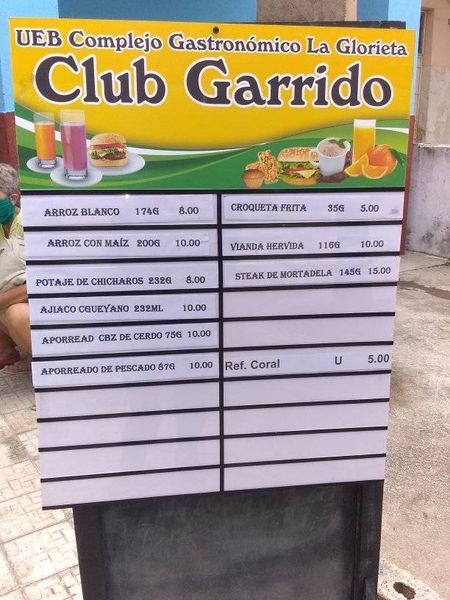 UEB Complejo Gastronómico La Glorieta
Club Garrido
ARROZ BLANCO 174G 8.00
ARROZ CON MAÍZ 200G 10.00
POTAJE DE CHICHAROS 232G 8.00
AJIACO CGUEYANO 232ML 10.00
APORREAD CBZ DE CERDO 75G 10.00
APORREADO DE PESCADO 87G 10.00
CROQUETA FRITA 35G 5.00
VIANDA HERVIDA 116G 10.00
STEAK DE MORTADELA 145G 15.00
Ref. Coral U 5.00